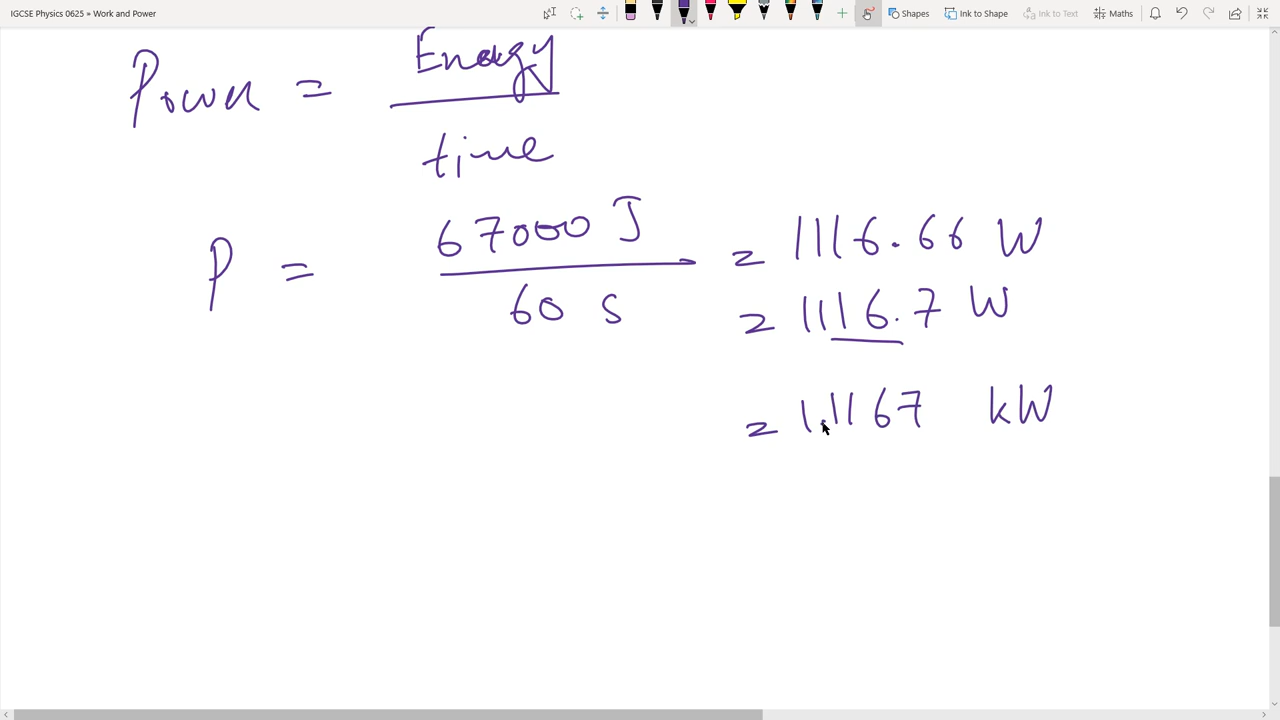 IGCSE Physics 0625 » Work and Power
Shapes
Ink to Shape
Ink to Text
Maths
Power = Energy
time
P = 67000 J
60 s
= 1116.66 W
= 1116.7 W
= 1.1167 kW